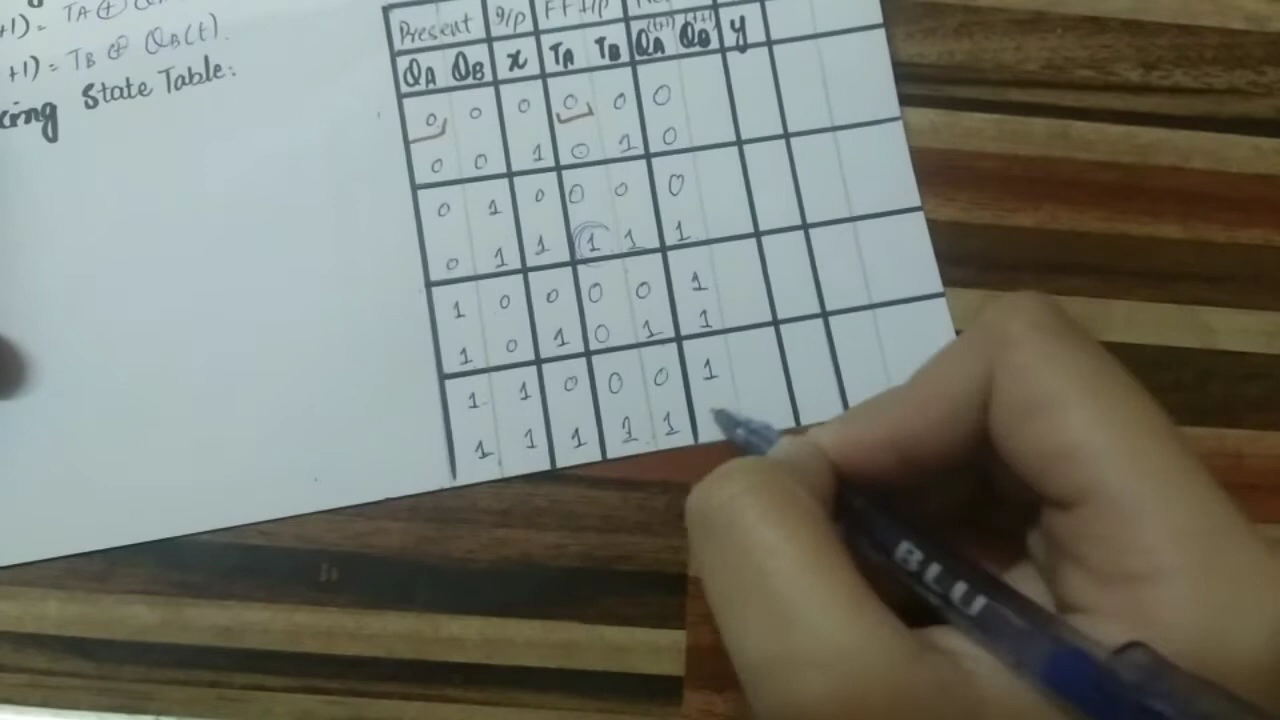 +1) = TA ⊕
+1) = TB ⊕ QB(t).
king State Table:
Present I/p FF I/p
QA QB x TA TB QA(t+1) QB(t+1) y
0 0 0 0 0 0
0 0 1 0 1 0
0 1 0 0 0 0
0 1 1 1 1 1
1 0 0 0 0 1
1 0 1 0 1 1
1 1 0 0 0 1
1 1 1 1 1
BLU